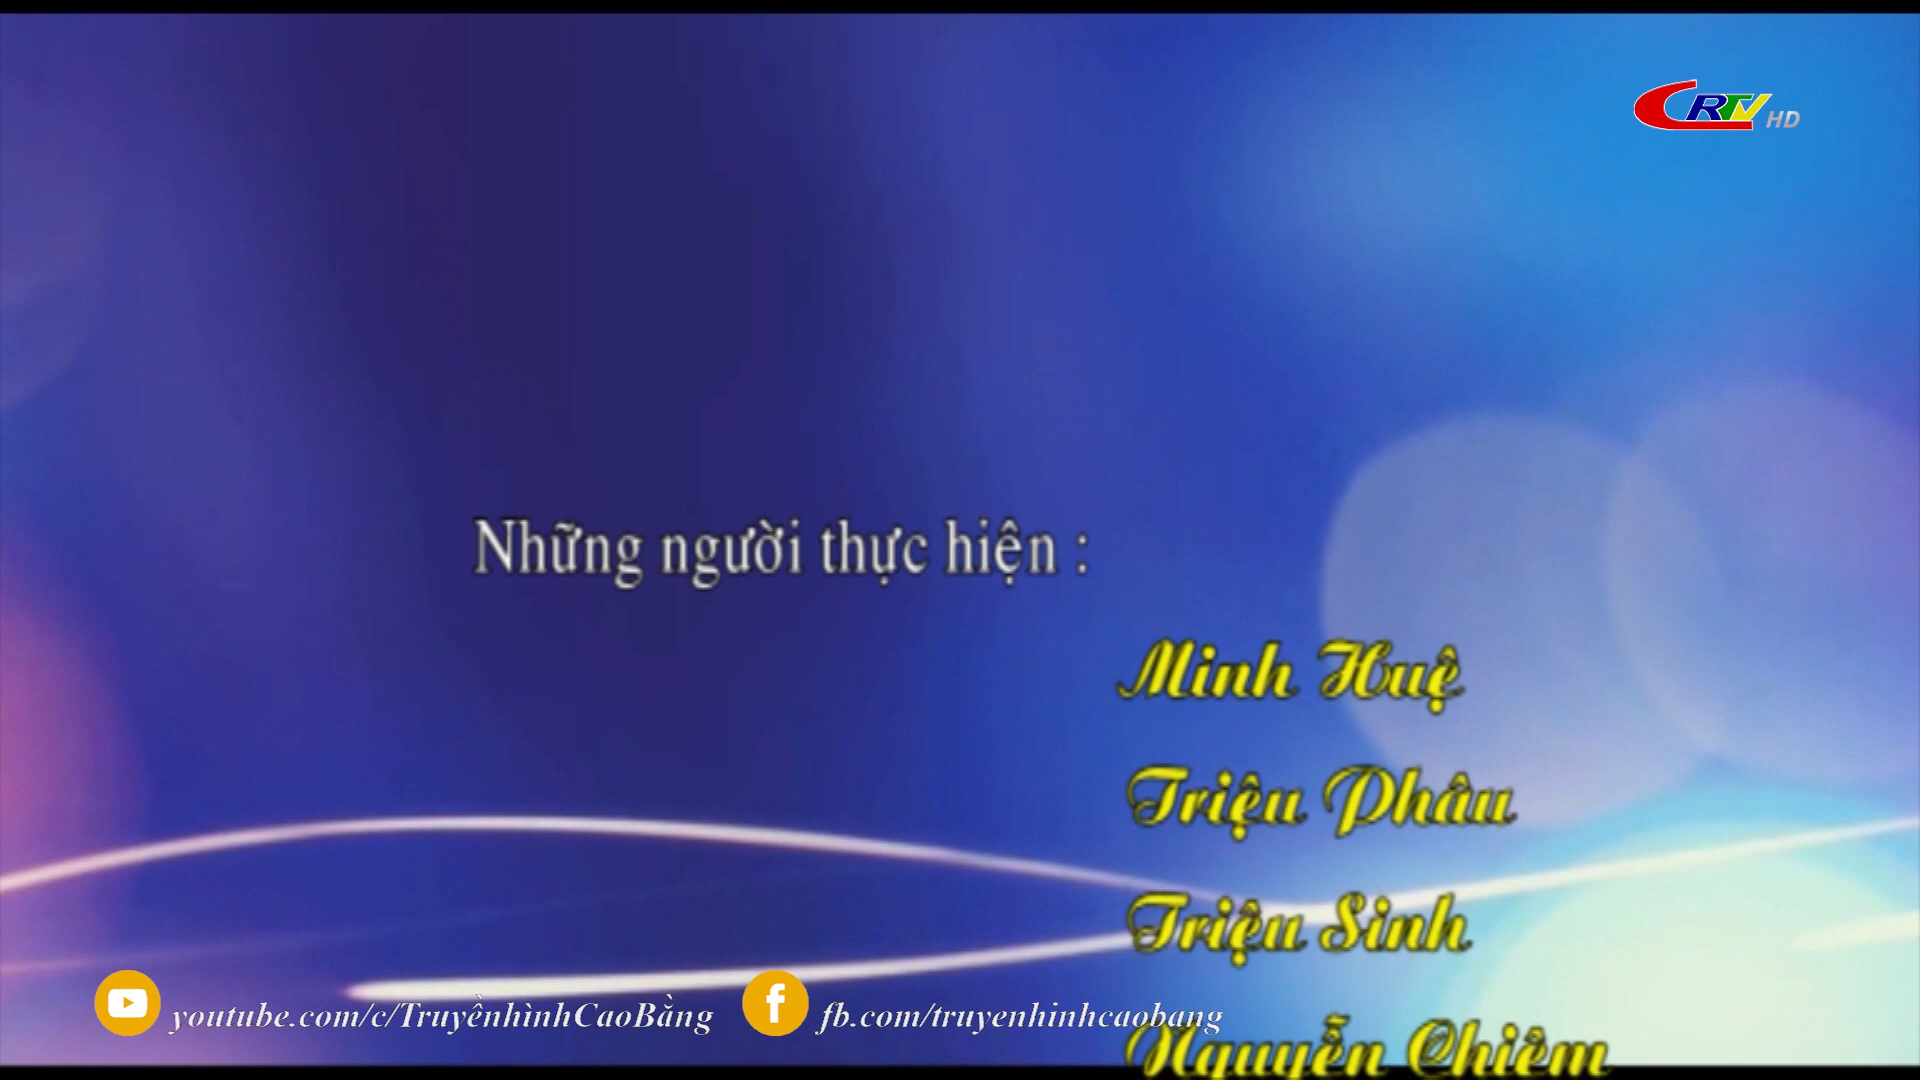 CRTV HD
Những người thực hiện :
Minh Huệ
Triệu Phâu
Triệu Sinh
Nguyễn Chiêm
youtube.com/c/TruyềnhìnhCaoBằng
fb.com/truyenhinhcaobang